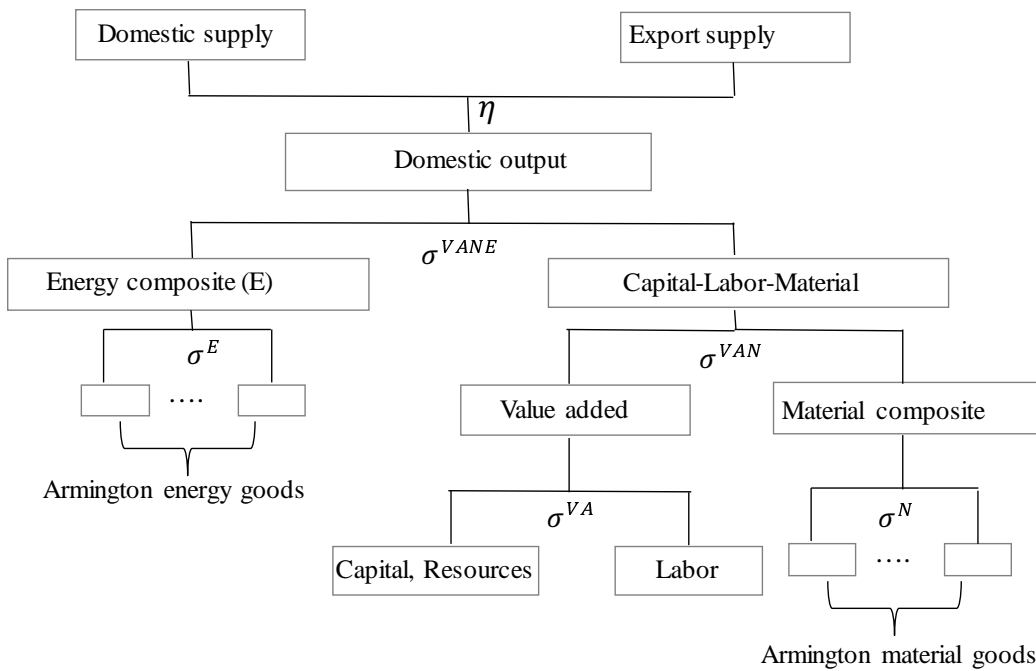 Domestic supply
Export supply
η
Domestic output
σ^VANE
Energy composite (E)
Capital-Labor-Material
σ^E
σ^VAN
....
Value added
Material composite
Armington energy goods
σ^VA
σ^N
Capital, Resources
Labor
....
Armington material goods